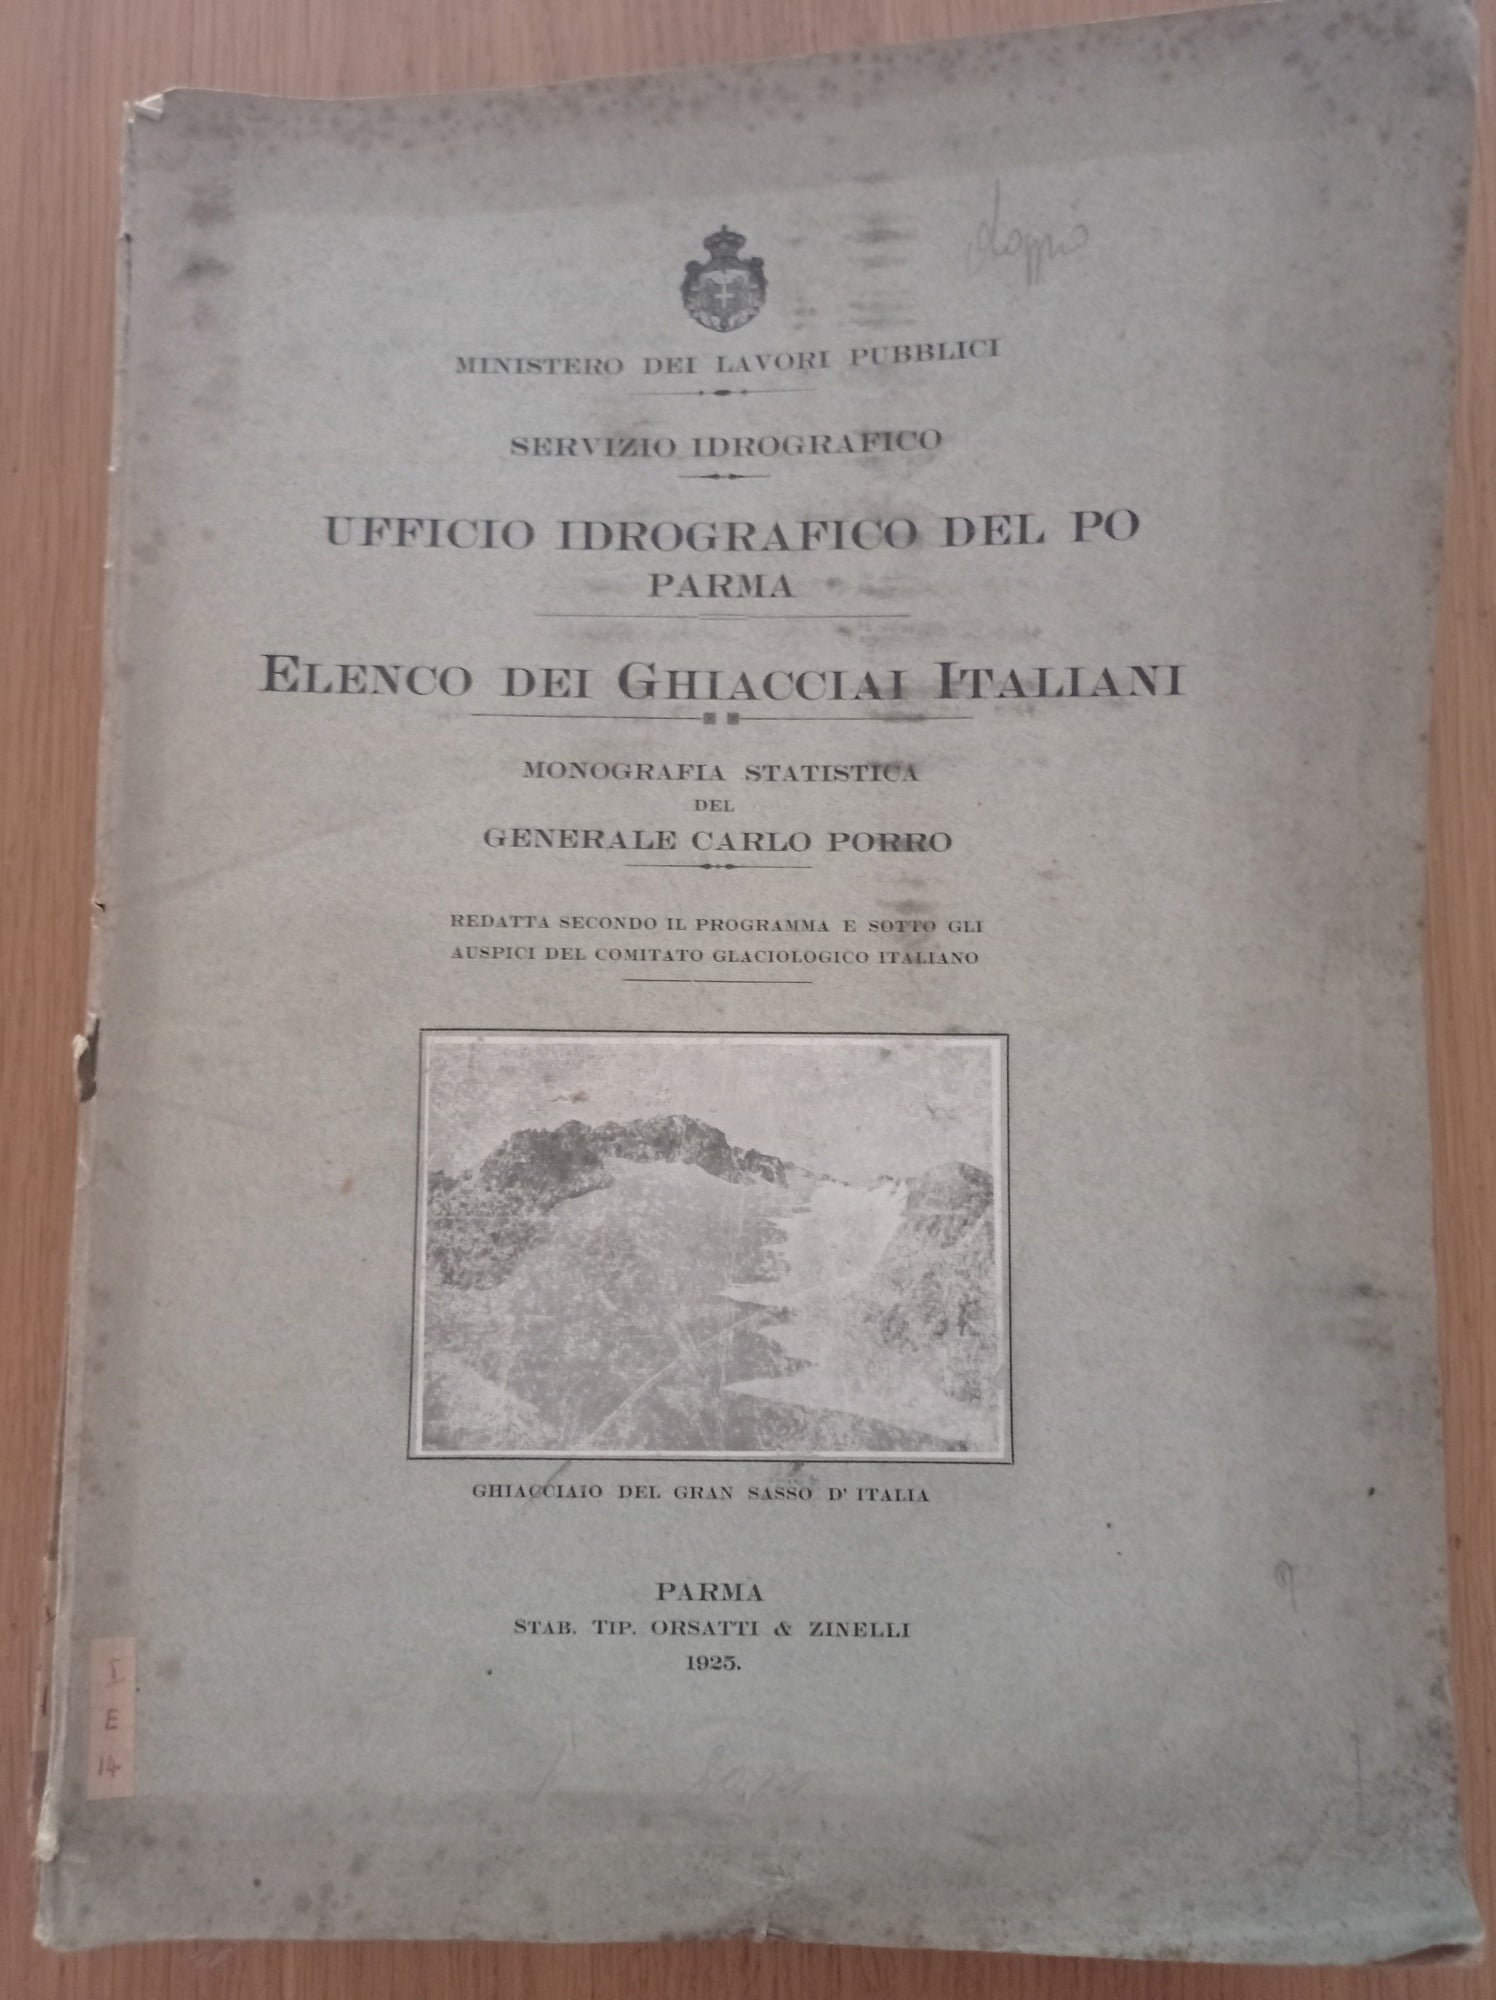 doppio
MINISTERO DEI LAVORI PUBBLICI
SERVIZIO IDROGRAFICO
UFFICIO IDROGRAFICO DEL PO
PARMA
ELENCO DEI GHIACCIAI ITALIANI
MONOGRAFIA STATISTICA
DEL
GENERALE CARLO PORRO
REDATTA SECONDO IL PROGRAMMA E SOTTO GLI
AUSPICI DEL COMITATO GLACIOLOGICO ITALIANO
GHIACCIAIO DEL GRAN SASSO D' ITALIA
PARMA
STAB. TIP. ORSATTI & ZINELLI
1925.
I
E
14